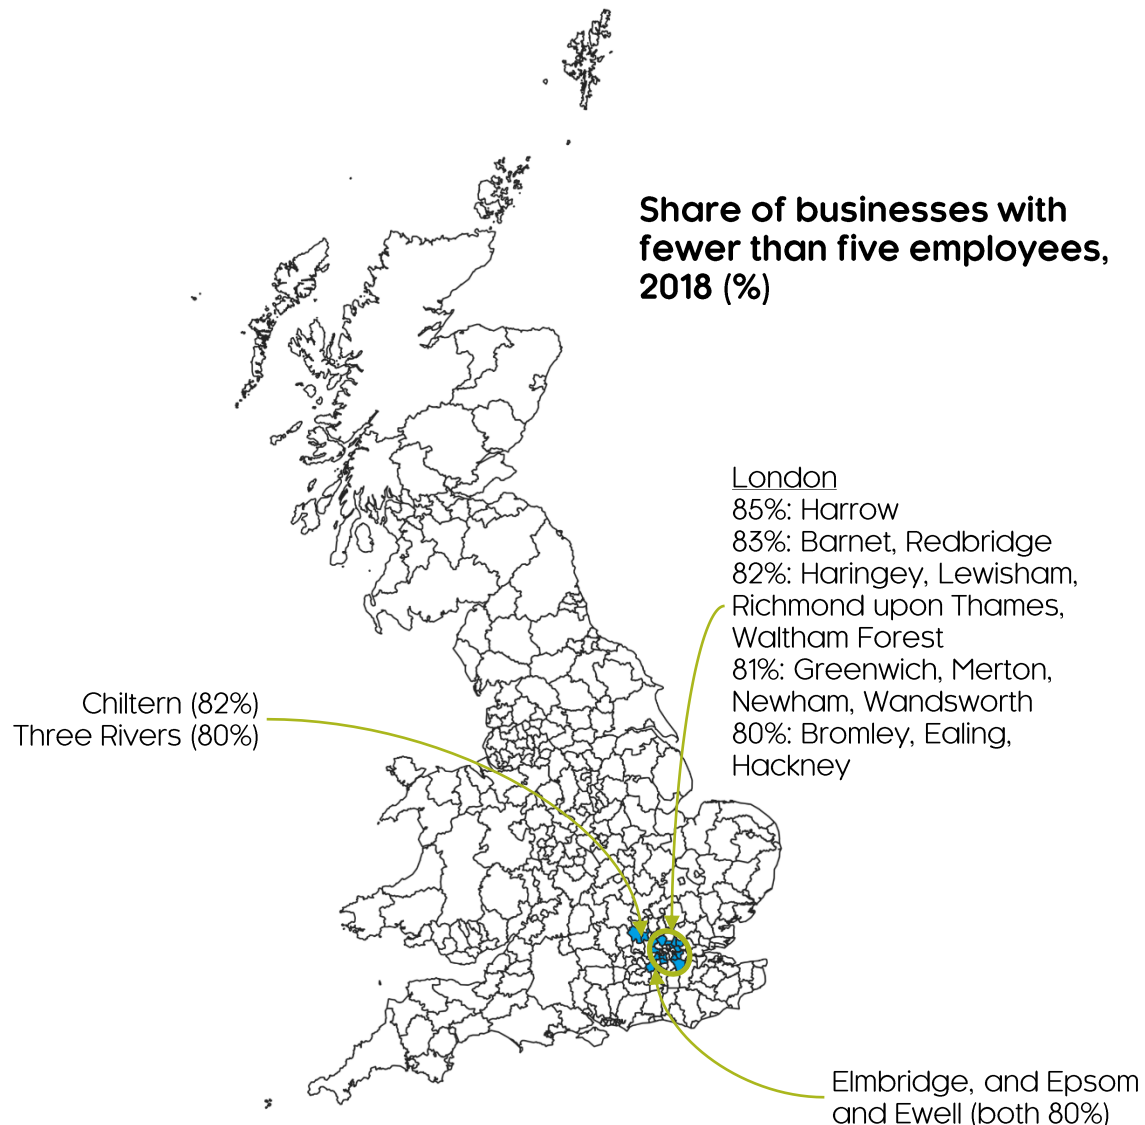 Share of businesses with
fewer than five employees,
2018 (%)
London
85%: Harrow
83%: Barnet, Redbridge
82%: Haringey, Lewisham,
Richmond upon Thames,
Waltham Forest
81%: Greenwich, Merton,
Newham, Wandsworth
80%: Bromley, Ealing,
Hackney
Chiltern (82%)
Three Rivers (80%)
Elmbridge, and Epsom
and Ewell (both 80%)